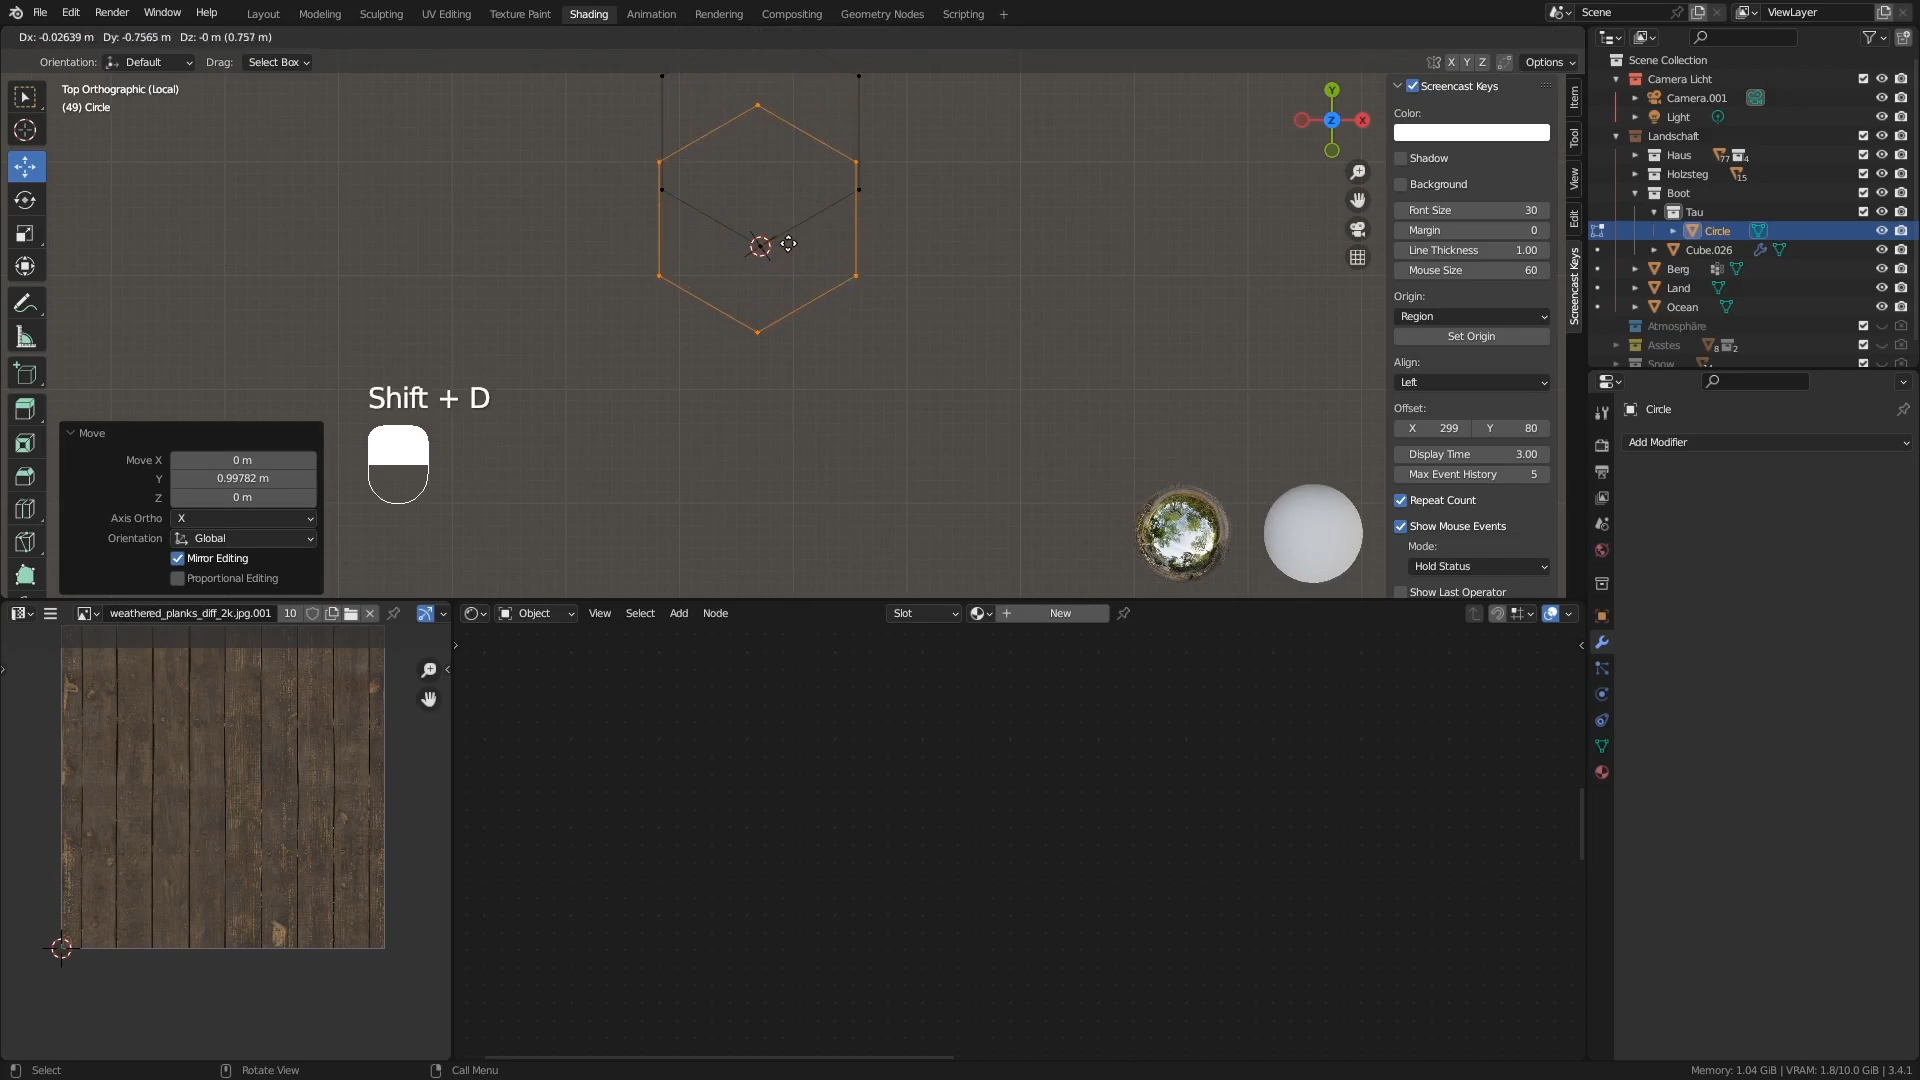 File Edit Render Window Help Layout Modeling Sculpting UV Editing Texture Paint Shading Animation Rendering Compositing Geometry Nodes Scripting + Scene ViewLayer
Dx: -0.02639 m Dy: -0.7565 m Dz: -0 m (0.757 m)
Orientation: Default Drag: Select Box X Y Z Options
Top Orthographic (Local)
(49) Circle
Y
X
Z
Screencast Keys
Color:
Shadow
Background
Font Size 30
Margin 0
Line Thickness 1.00
Mouse Size 60
Origin:
Region
Set Origin
Align:
Left
Offset:
X 299 Y 80
Display Time 3.00
Max Event History 5
Repeat Count
Show Mouse Events
Mode:
Hold Status
Show Last Operator
Item
Tool
View
Edit
Screencast Keys
Scene Collection
Camera Licht
Camera.001
Light
Landschaft
Haus 77 4
Holzsteg 15
Boot
Tau
Circle
Cube.026
Berg
Land
Ocean
Atmosphäre
Asstes 8 2
Snow
Circle
Add Modifier
Shift + D
Move
Move X 0 m
Y 0.99782 m
Z 0 m
Axis Ortho X
Orientation Global
Mirror Editing
Proportional Editing
weathered_planks_diff_2k.jpg.001 10
Object View Select Add Node Slot New
Select Rotate View Call Menu Memory: 1.04 GiB | VRAM: 1.8/10.0 GiB | 3.4.1